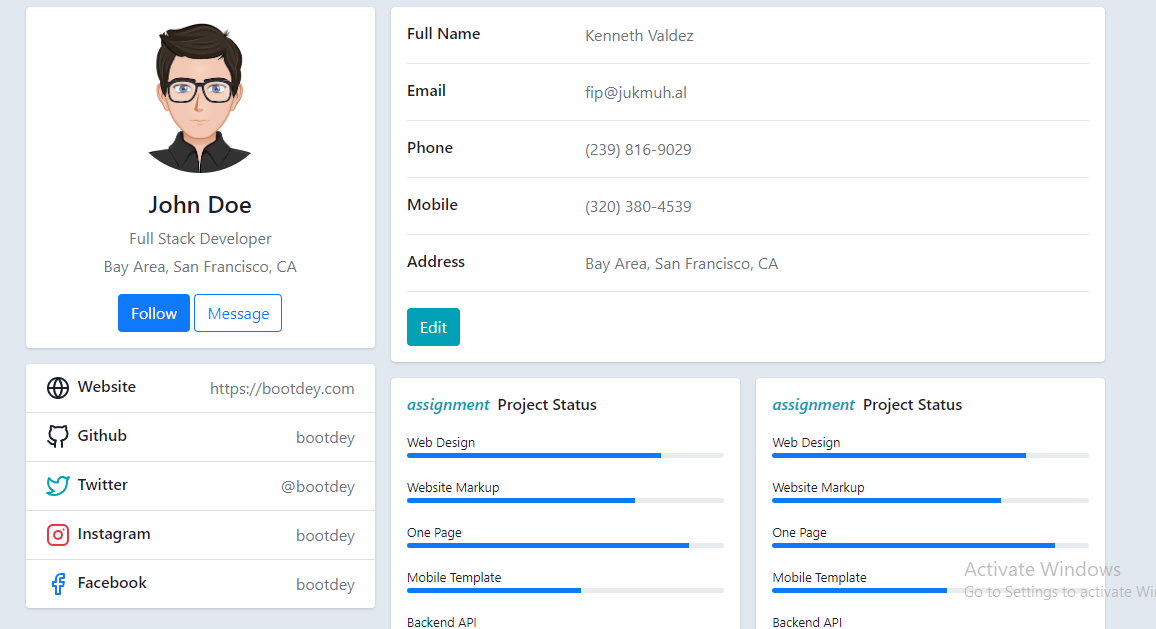 John Doe
Full Stack Developer
Bay Area, San Francisco, CA
Follow Message
Website https://bootdey.com
Github bootdey
Twitter @bootdey
Instagram bootdey
Facebook bootdey
Full Name Kenneth Valdez
Email fip@jukmuh.al
Phone (239) 816-9029
Mobile (320) 380-4539
Address Bay Area, San Francisco, CA
Edit
assignment Project Status
Web Design
Website Markup
One Page
Mobile Template
Backend API
assignment Project Status
Web Design
Website Markup
One Page
Mobile Template
Backend API
Activate Windows
Go to Settings to activate Wi